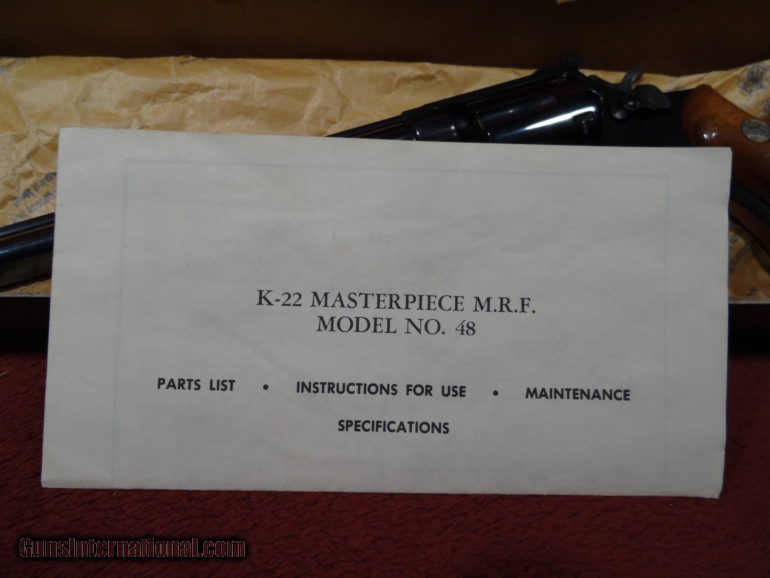 K-22 MASTERPIECE M.R.F.
MODEL NO. 48
PARTS LIST • INSTRUCTIONS FOR USE • MAINTENANCE
SPECIFICATIONS
GunsInternational.com